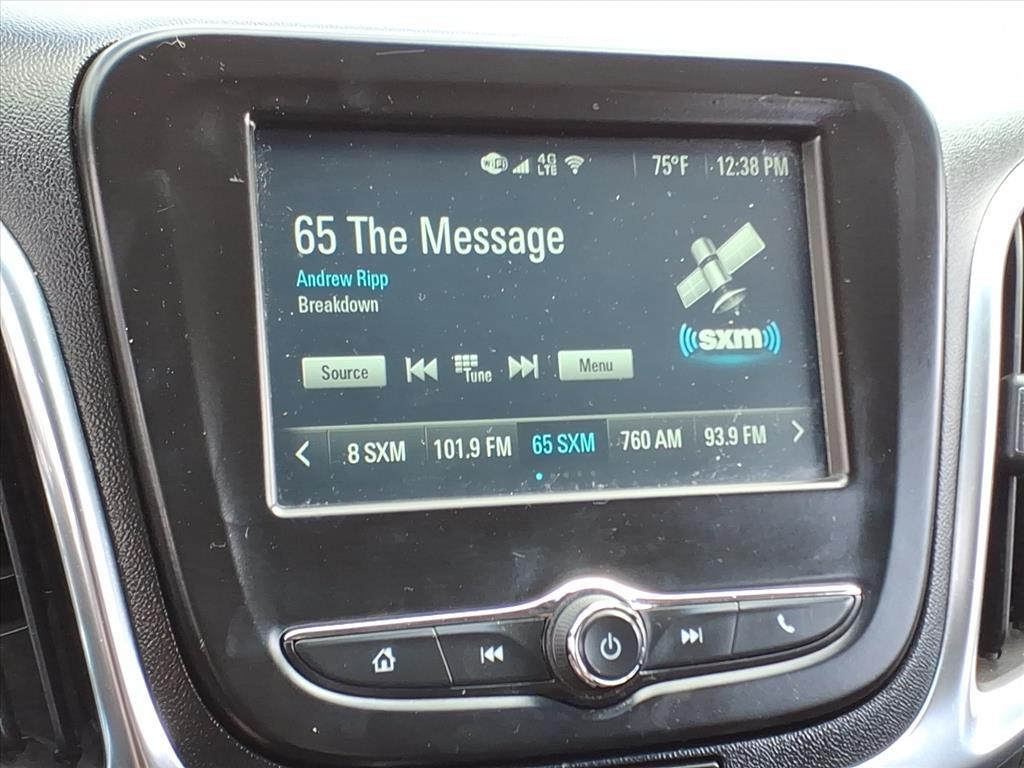 WiFi 4G LTE 75°F 12:38 PM
65 The Message
Andrew Ripp
Breakdown
sxm
Source Tune Menu
8 SXM 101.9 FM 65 SXM 760 AM 93.9 FM